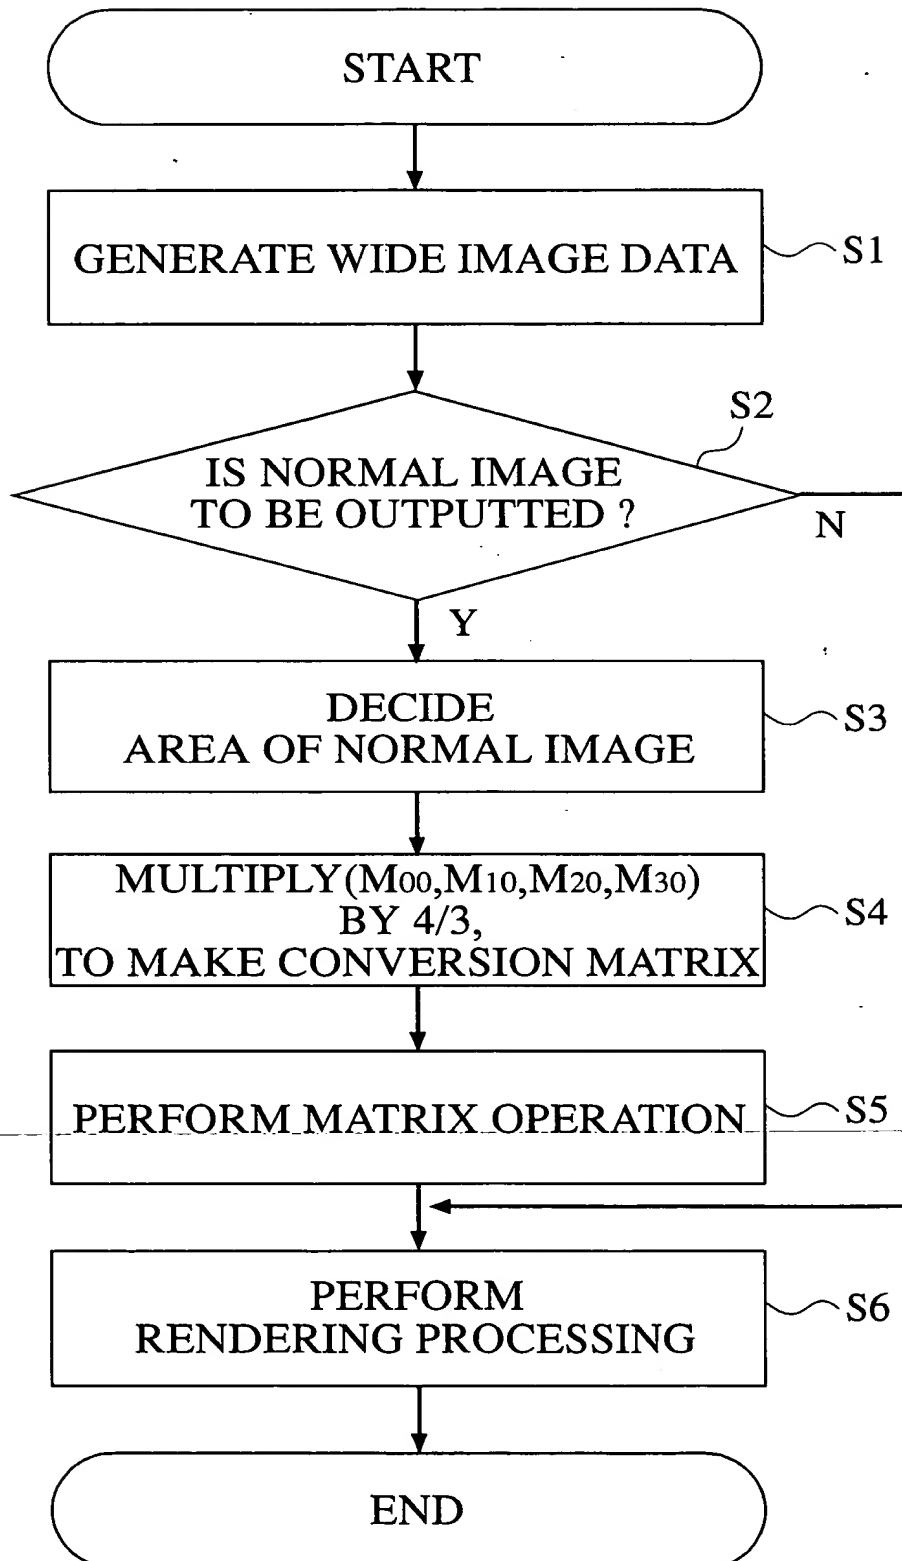 START
GENERATE WIDE IMAGE DATA
S1
S2
IS NORMAL IMAGE
TO BE OUTPUTTED ?
N
Y
DECIDE
AREA OF NORMAL IMAGE
S3
MULTIPLY(M00,M10,M20,M30)
BY 4/3,
TO MAKE CONVERSION MATRIX
S4
PERFORM MATRIX OPERATION
S5
PERFORM
RENDERING PROCESSING
S6
END